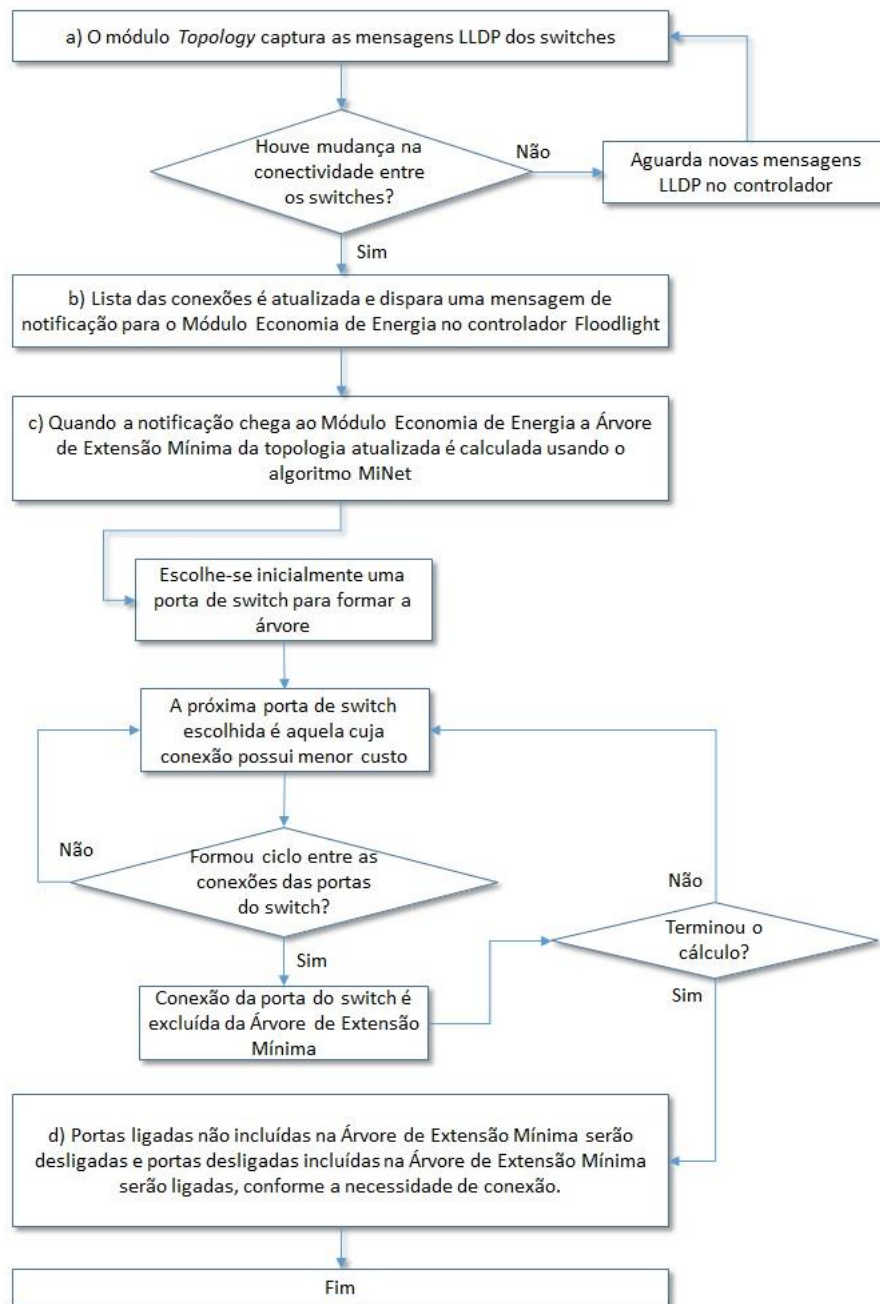 a) O módulo Topology captura as mensagens LLDP dos switches
Houve mudança na
conectividade entre
os switches?
Não
Aguarda novas mensagens
LLDP no controlador
Sim
b) Lista das conexões é atualizada e dispara uma mensagem de
notificação para o Módulo Economia de Energia no controlador Floodlight
c) Quando a notificação chega ao Módulo Economia de Energia a Árvore
de Extensão Mínima da topologia atualizada é calculada usando o
algoritmo MiNet
Escolhe-se inicialmente uma
porta de switch para formar a
árvore
A próxima porta de switch
escolhida é aquela cuja
conexão possui menor custo
Não
Formou ciclo entre as
conexões das portas
do switch?
Sim
Conexão da porta do switch é
excluída da Árvore de Extensão
Mínima
Não
Terminou o
cálculo?
Sim
d) Portas ligadas não incluídas na Árvore de Extensão Mínima serão
desligadas e portas desligadas incluídas na Árvore de Extensão Mínima
serão ligadas, conforme a necessidade de conexão.
Fim